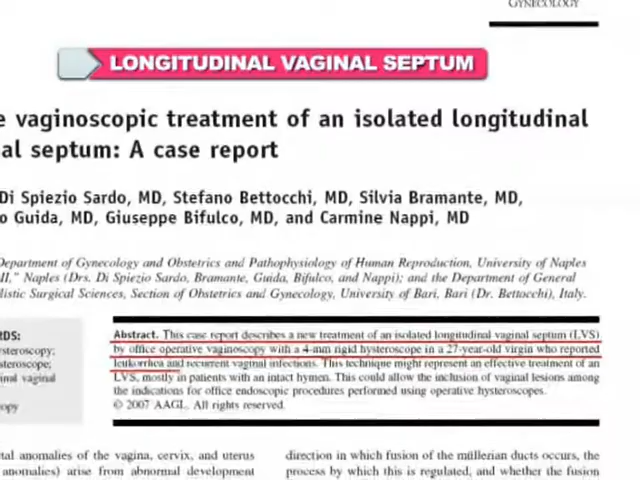 GYNECOLOGY
LONGITUDINAL VAGINAL SEPTUM
e vaginoscopic treatment of an isolated longitudinal
al septum: A case report
Di Spiezio Sardo, MD, Stefano Bettocchi, MD, Silvia Bramante, MD,
o Guida, MD, Giuseppe Bifulco, MD, and Carmine Nappi, MD
Department of Gynecology and Obstetrics and Pathophysiology of Human Reproduction, University of Naples
II," Naples (Drs. Di Spiezio Sardo, Bramante, Guida, Bifulco, and Nappi); and the Department of General
listic Surgical Sciences, Section of Obstetrics and Gynecology, University of Bari, Bari (Dr. Bettocchi), Italy.
RDS:
steroscopy;
steroscope;
inal vaginal
copy
Abstract. This case report describes a new treatment of an isolated longitudinal vaginal septum (LVS)
by office operative vaginoscopy with a 4-mm rigid hysteroscope in a 27-year-old virgin who reported
leukorrhea and recurrent vaginal infections. This technique might represent an effective treatment of an
LVS, mostly in patients with an intact hymen. This could allow the inclusion of vaginal lesions among
the indications for office endoscopic procedures performed using operative hysteroscopes.
© 2007 AAGL. All rights reserved.
tal anomalies of the vagina, cervix, and uterus
anomalies) arise from abnormal development
direction in which fusion of the müllerian ducts occurs, the
process by which this is regulated, and whether the fusion